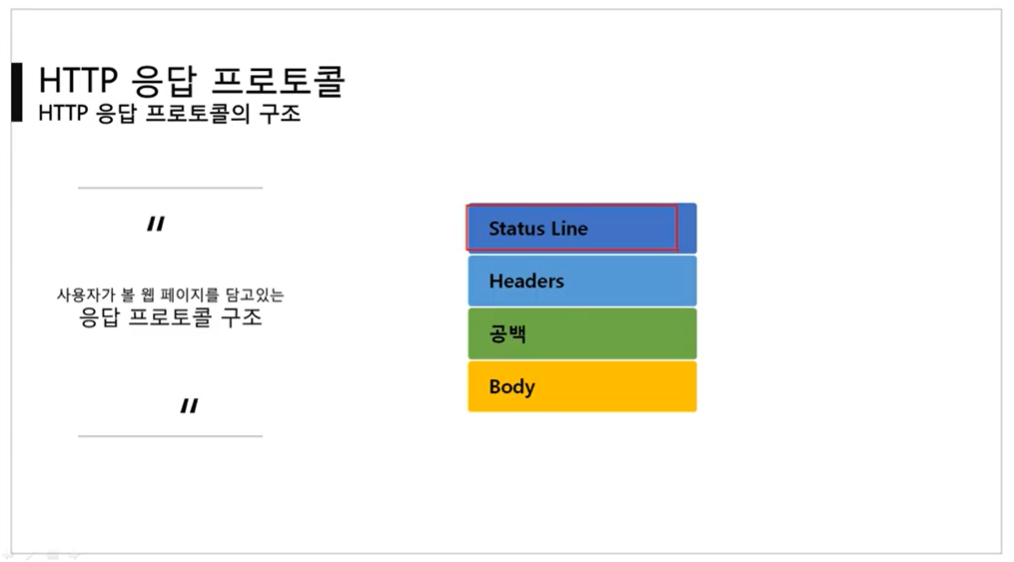 HTTP 응답 프로토콜
HTTP 응답 프로토콜의 구조
"
사용자가 볼 웹 페이지를 담고있는
응답 프로토콜 구조
"
Status Line
Headers
공백
Body